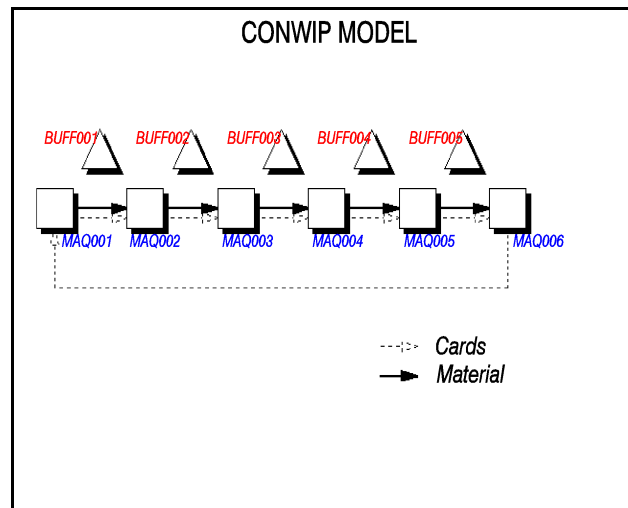 CONWIP MODEL
BUFF001 BUFF002 BUFF003 BUFF004 BUFF005
MAQ001 MAQ002 MAQ003 MAQ004 MAQ005 MAQ006
Cards
Material